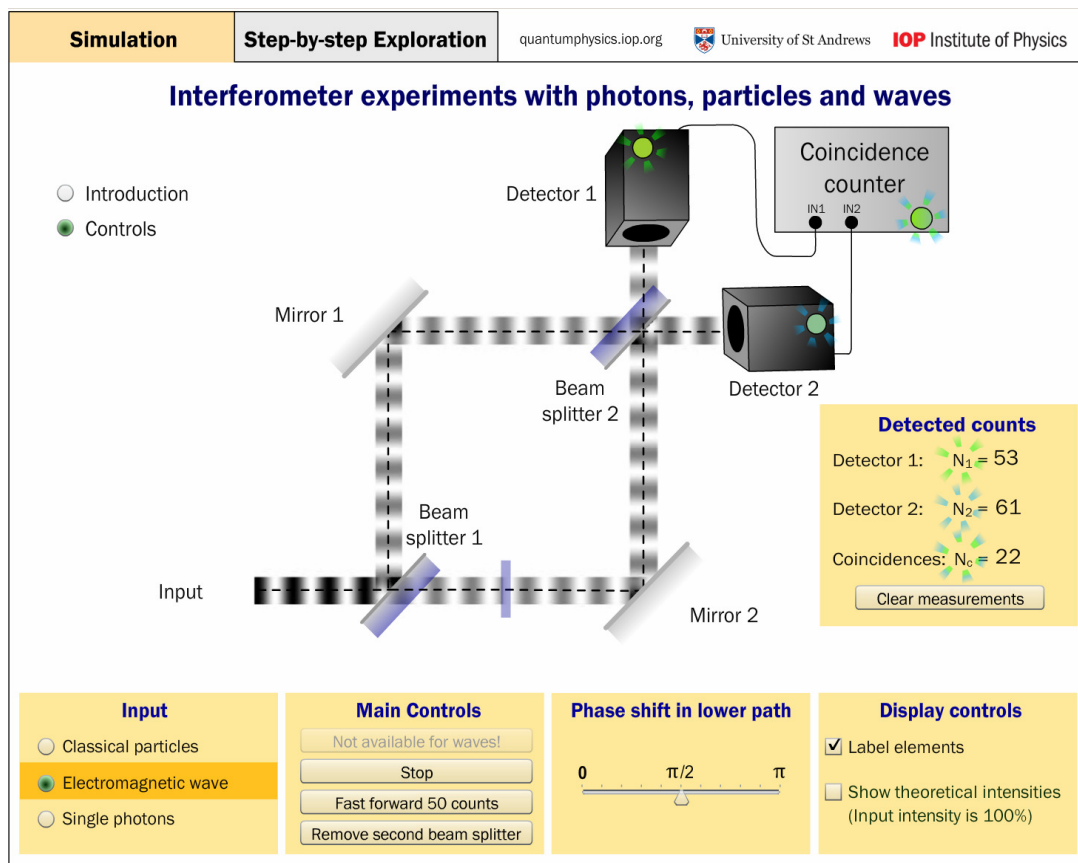 Simulation
Step-by-step Exploration
quantumphysics.iop.org
University of St Andrews
IOP Institute of Physics
Interferometer experiments with photons, particles and waves
Introduction
Controls
Detector 1
Coincidence
counter
IN1 IN2
Mirror 1
Beam
splitter 2
Detector 2
Detected counts
Detector 1: N₁ = 53
Detector 2: N₂ = 61
Coincidences: N_c = 22
Clear measurements
Beam
splitter 1
Input
Mirror 2
Input
Classical particles
Electromagnetic wave
Single photons
Main Controls
Not available for waves!
Stop
Fast forward 50 counts
Remove second beam splitter
Phase shift in lower path
0 π/2 π
Display controls
Label elements
Show theoretical intensities
(Input intensity is 100%)